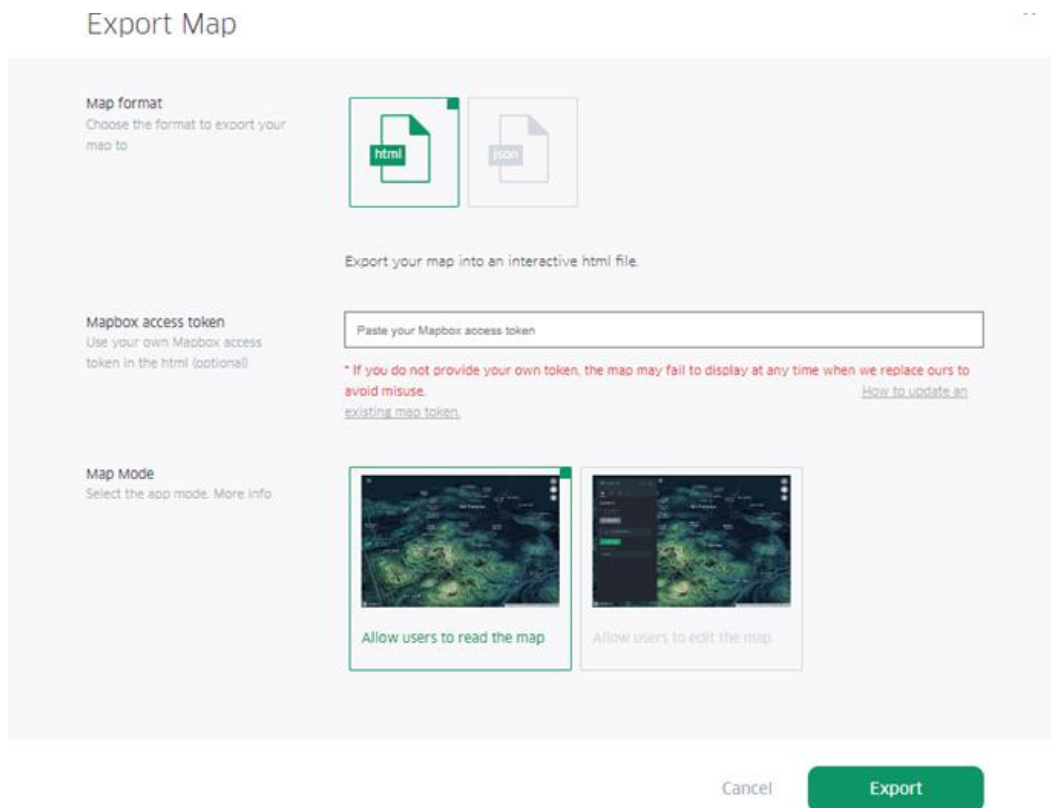 Export Map
Map format
Choose the format to export your
map to
html
json
Export your map into an interactive html file.
Mapbox access token
Use your own Mapbox access
token in the html (optional)
Paste your Mapbox access token
* If you do not provide your own token, the map may fail to display at any time when we replace ours to
avoid misuse. How to update an
existing map token.
Map Mode
Select the app mode. More info
Allow users to read the map
Allow users to edit the map
Cancel
Export